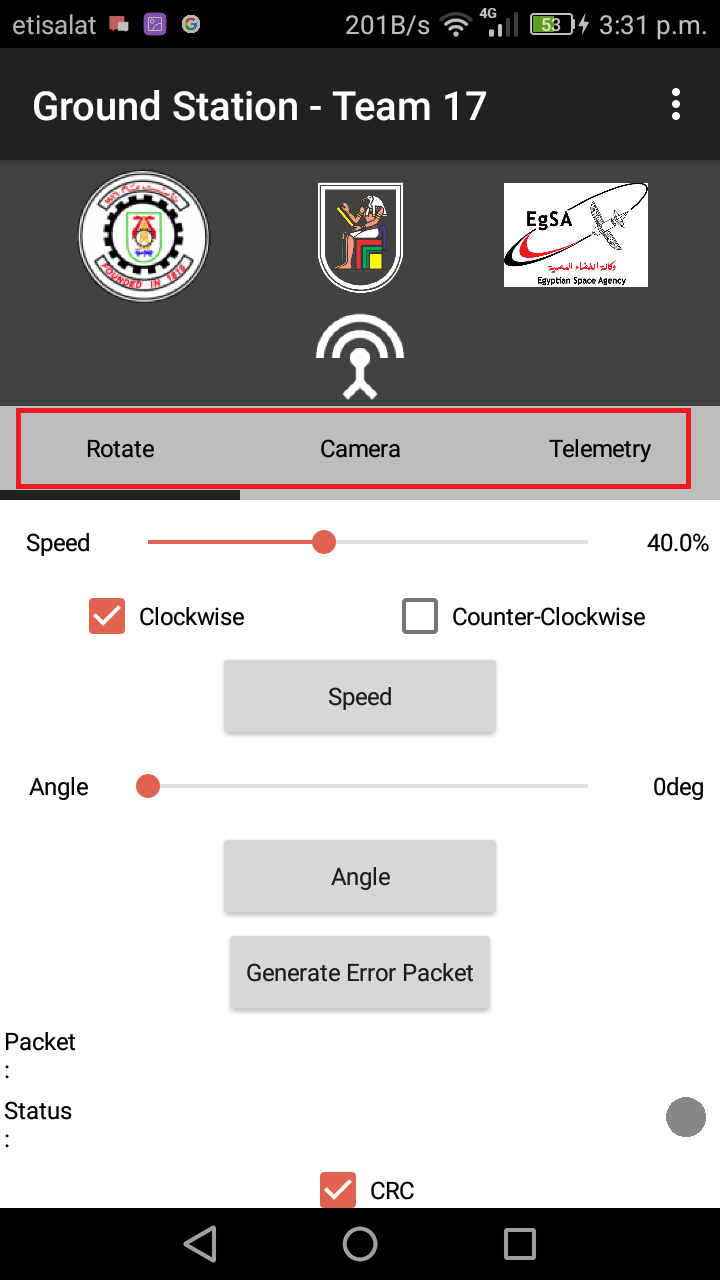 etisalat
201B/s
4G
53
3:31 p.m.
Ground Station - Team 17
FOUNDED IN 1816
EgSA
وكالة الفضاء المصرية
Egyptian Space Agency
Rotate
Camera
Telemetry
Speed
40.0%
Clockwise
Counter-Clockwise
Speed
Angle
0deg
Angle
Generate Error Packet
Packet
:
Status
:
CRC